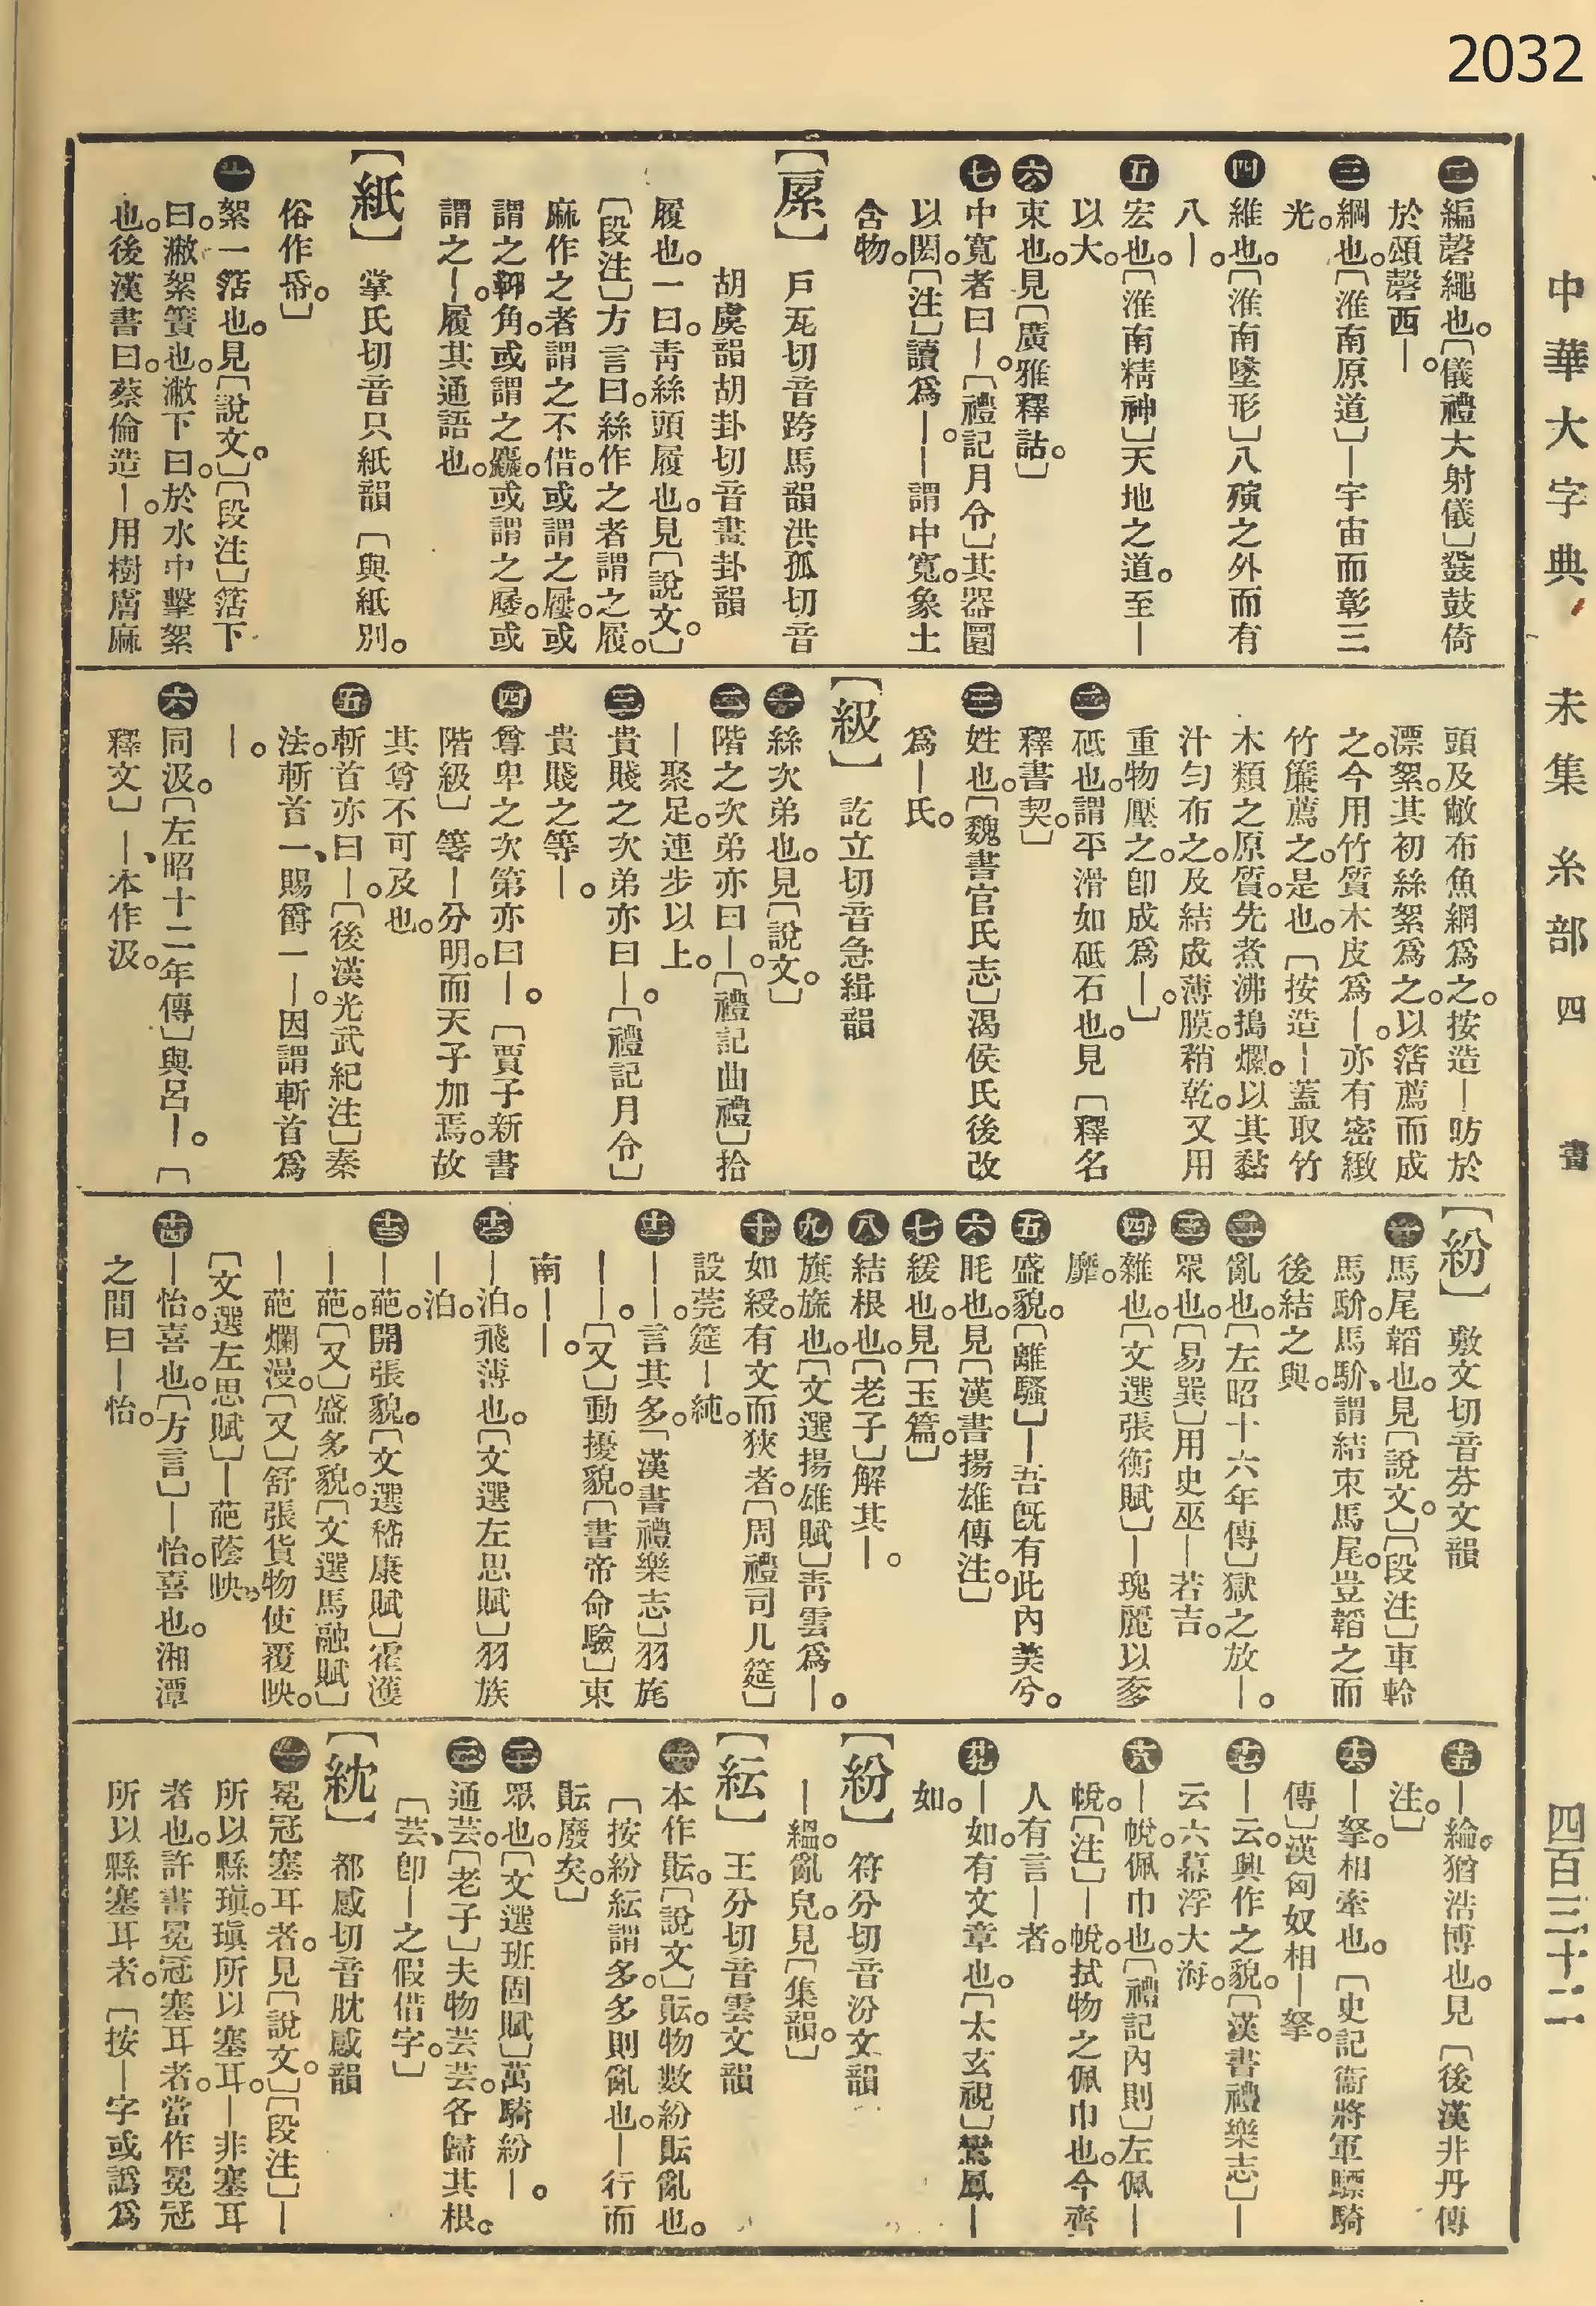 2032
中華大字典
未集
糸部
四
畫
四百三十二
二編磬繩也。〔儀禮大射儀〕鼗鼓倚
於頌磬西—。
三綱也。〔淮南原道〕—宇宙而彰三
光。
四維也。〔淮南墬形〕八殥之外而有
八—。
五宏也。〔淮南精神〕天地之道。至—
以大。
六束也。見〔廣雅釋詁。〕
七中寬者曰—。〔禮記月令〕其器圜
以閎。〔注〕讀爲—。—謂中寬。象土
含物。
【𥿈】戶瓦切音踝馬韻洪孤切音
胡虞韻胡卦切音畫卦韻
履也。一曰。靑絲頭履也。見〔說文。〕
〔段注〕方言曰。絲作之者謂之履。
麻作之者謂之不借。或謂之屨。或
謂之䩕角。或謂之麤。或謂之屦。或
謂之—。履其通語也。
【紙】掌氏切音只紙韻〔與紙別。
俗作帋。〕
一絮一箔也。見〔說文。〕〔段注〕箔下
曰。潎絮簀也。潎下曰。於水中擊絮
也。後漢書曰。蔡倫造—。用樹膚麻
頭及敝布魚網爲之。按造—昉於
漂絮。其初絲絮爲之。以箔薦而成
之。今用竹質木皮爲—。亦有密緻
竹簾薦之。是也。〔按造—蓋取竹
木類之原質。先煮沸搗爛。以其黏
汁勻布之。及結成薄膜。稍乾。又用
重物壓之。卽成爲—。〕
二砥也。謂平滑如砥石也。見〔釋名
釋書契。〕
三姓也。〔魏書官氏志〕渴侯氏後改
爲—氏。
【級】訖立切音急緝韻
一絲次弟也。見〔說文。〕
二階之次弟亦曰—。〔禮記曲禮〕拾
—聚足。連步以上。
三貴賤之次弟亦曰—。〔禮記月令〕
貴賤之等—。
四尊卑之次第亦曰—。〔賈子新書
階級〕等—分明。而天子加焉。故
其尊不可及也。
五斬首亦曰—。〔後漢光武紀注〕秦
法。斬首一、賜爵一—。因謂斬首爲
—。
六同汲。〔左昭十二年傳〕與呂—。〔
釋文〕—、本作汲。
【紛】敷文切音芬文韻
一馬尾韜也。見〔說文。〕〔段注〕車軨
馬䯅。馬䯅、謂結束馬尾。豈韜之而
後結之與。
二亂也。〔左昭十六年傳〕獄之放—。
三眾也。〔易巽〕用史巫—若吉。
四雜也。〔文選張衡賦〕—瑰麗以奓
靡。
五盛貌。〔離騷〕—吾旣有此內美兮。
六眊也。見〔漢書揚雄傳注。〕
七緩也。見〔玉篇。〕
八結根也。〔老子〕解其—。
九旗旒也。〔文選揚雄賦〕靑雲爲—。
十如綬。有文而狹者。〔周禮司几筵〕
設莞筵—純。
十一——。言其多。〔漢書禮樂志〕羽旄
——。〔又〕動擾貌。〔書帝命驗〕東
南——。
十二—泊。飛薄也。〔文選左思賦〕羽族
—泊。
十三—葩。開張貌。〔文選嵇康賦〕霍濩
—葩。〔又〕盛多貌。〔文選馬融賦〕
—葩爛漫。〔又〕舒張貨物使覆映。
〔文選左思賦〕—葩蔭映。
十四—怡。喜也。〔方言〕—怡。喜也。湘潭
之間曰—怡。
十五—綸。猶浩博也。見〔後漢井丹傳
注。〕
十六—拏。相牽也。〔史記衞將軍驃騎
傳〕漢匈奴相—拏。
十七—云。興作之貌。〔漢書禮樂志〕—
云六幕浮大海。
十八—帨。佩巾也。〔禮記內則〕左佩—
帨。〔注〕—帨。拭物之佩巾也。今齊
人有言—者。
十九—如。有文章也。〔太玄視〕鸞鳳—
如。
【紛】符分切音汾文韻
—縕。亂皃。見〔集韻。〕
【紜】王分切音雲文韻
一本作䢵。〔說文〕䢵。物數紛䢵亂也。
〔按紛紜謂多。多則亂也。—行而
䢵廢矣。〕
二眾也。〔文選班固賦〕萬騎紛—。
三通芸。〔老子〕夫物芸芸。各歸其根。
〔芸、卽—之假借字。〕
【紞】都感切音眈感韻
一冕冠塞耳者。見〔說文。〕〔段注〕—
所以縣瑱。瑱所以塞耳。—非塞耳
者也。許書冕冠塞耳者。當作冕冠
所以縣塞耳者。〔按—字或譌爲